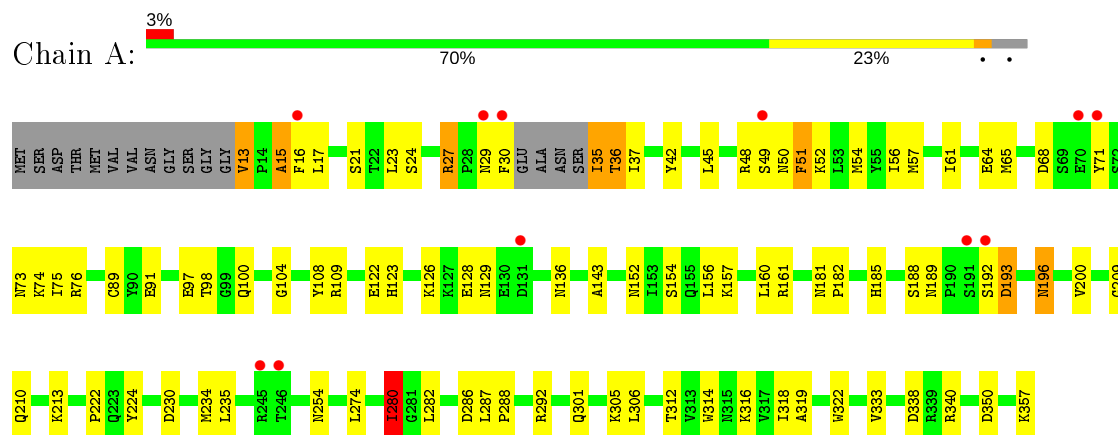 3%
Chain A:
70% 23% • •
MET SER ASP THR MET VAL VAL ASN GLY SER GLY GLY V13 P14 A15 F16 L17 S21 T22 L23 S24 R27 P28 N29 F30 GLU ALA ASN SER I35 T36 I37 Y42 L45 R48 S49 N50 F51 K52 L53 M54 Y55 I56 M57 I61 E64 M65 D68 S69 E70 Y71 S72
N73 K74 I75 R76 C89 Y90 E91 E97 T98 G99 Q100 G104 Y108 R109 E122 H123 K126 K127 E128 N129 E130 D131 N136 A143 N152 I153 S154 Q155 L156 K157 L160 R161 N181 P182 H185 S188 N189 P190 S191 S192 D193 N196 V200 G209
Q210 K213 P222 Q223 Y224 D230 M234 L235 R245 T246 N254 L274 I280 G281 L282 D286 L287 P288 R292 Q301 K305 L306 T312 V313 W314 N315 K316 V317 I318 A319 W322 V333 D338 R339 R340 D350 K357